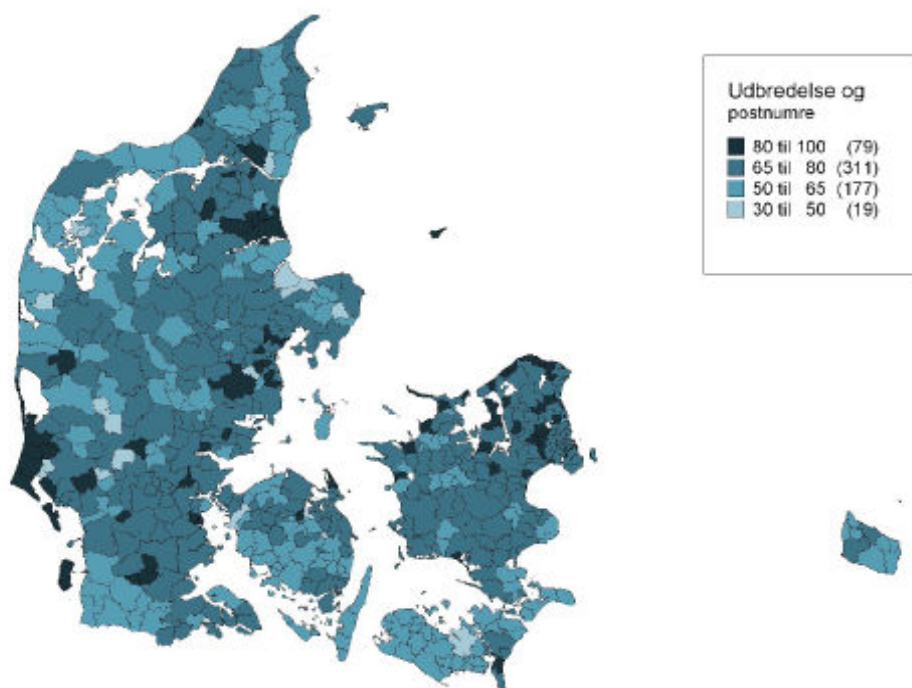 Udbredelse og
postnumre
80 til 100 (79)
65 til 80 (311)
50 til 65 (177)
30 til 50 (19)